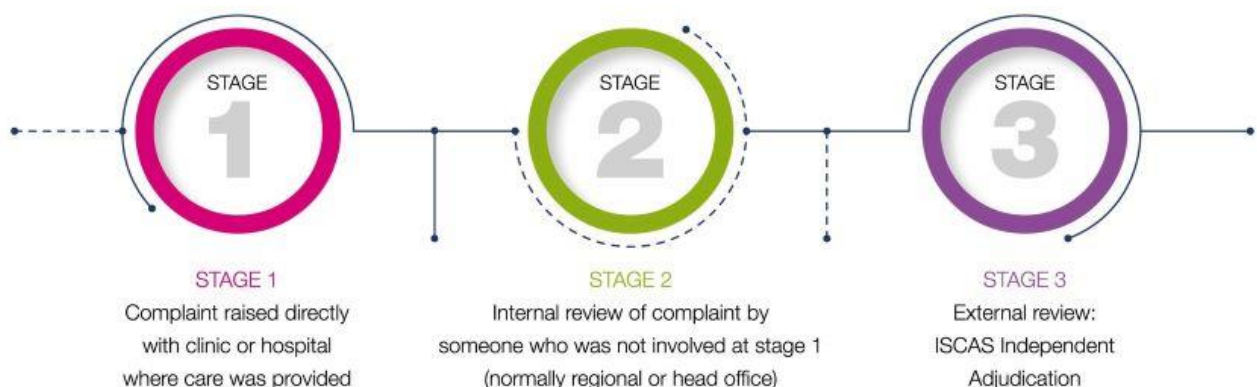 STAGE
1
STAGE
2
STAGE
3
STAGE 1
Complaint raised directly
with clinic or hospital
where care was provided
STAGE 2
Internal review of complaint by
someone who was not involved at stage 1
(normally regional or head office)
STAGE 3
External review:
ISCAS Independent
Adjudication